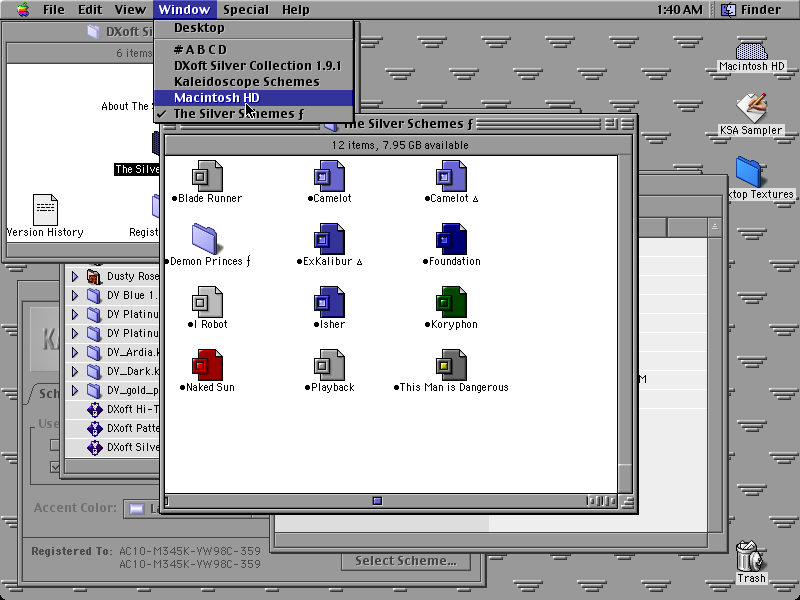 File Edit View Window Special Help 1:40 AM Finder
Desktop
# A B C D
DXoft Silver Collection 1.9.1
Kaleidoscope Schemes
Macintosh HD
✓ The Silver Schemes ƒ
DXoft Si
6 items
About The S
The Silve
Version History
Regist
The Silver Schemes ƒ
12 items, 7.95 GB available
•Blade Runner
•Camelot
•Camelot ∆
•Demon Princes ƒ
•ExKalibur ∆
•Foundation
•I Robot
•Isher
•Koryphon
•Naked Sun
•Playback
•This Man is Dangerous
Dusty Rose
DV Blue 1.
DV Platinu
DV Platinu
DV_Ardia.k
DV_Dark.k
DV_gold_p
DXoft Hi-T
DXoft Patte
DXoft Silve
M
KA
Sch
Use
Accent Color: L
Registered To: AC10-M345K-YW98C-359
AC10-M345K-YW98C-359
Select Scheme...
Macintosh HD
KSA Sampler
ktop Textures
Trash